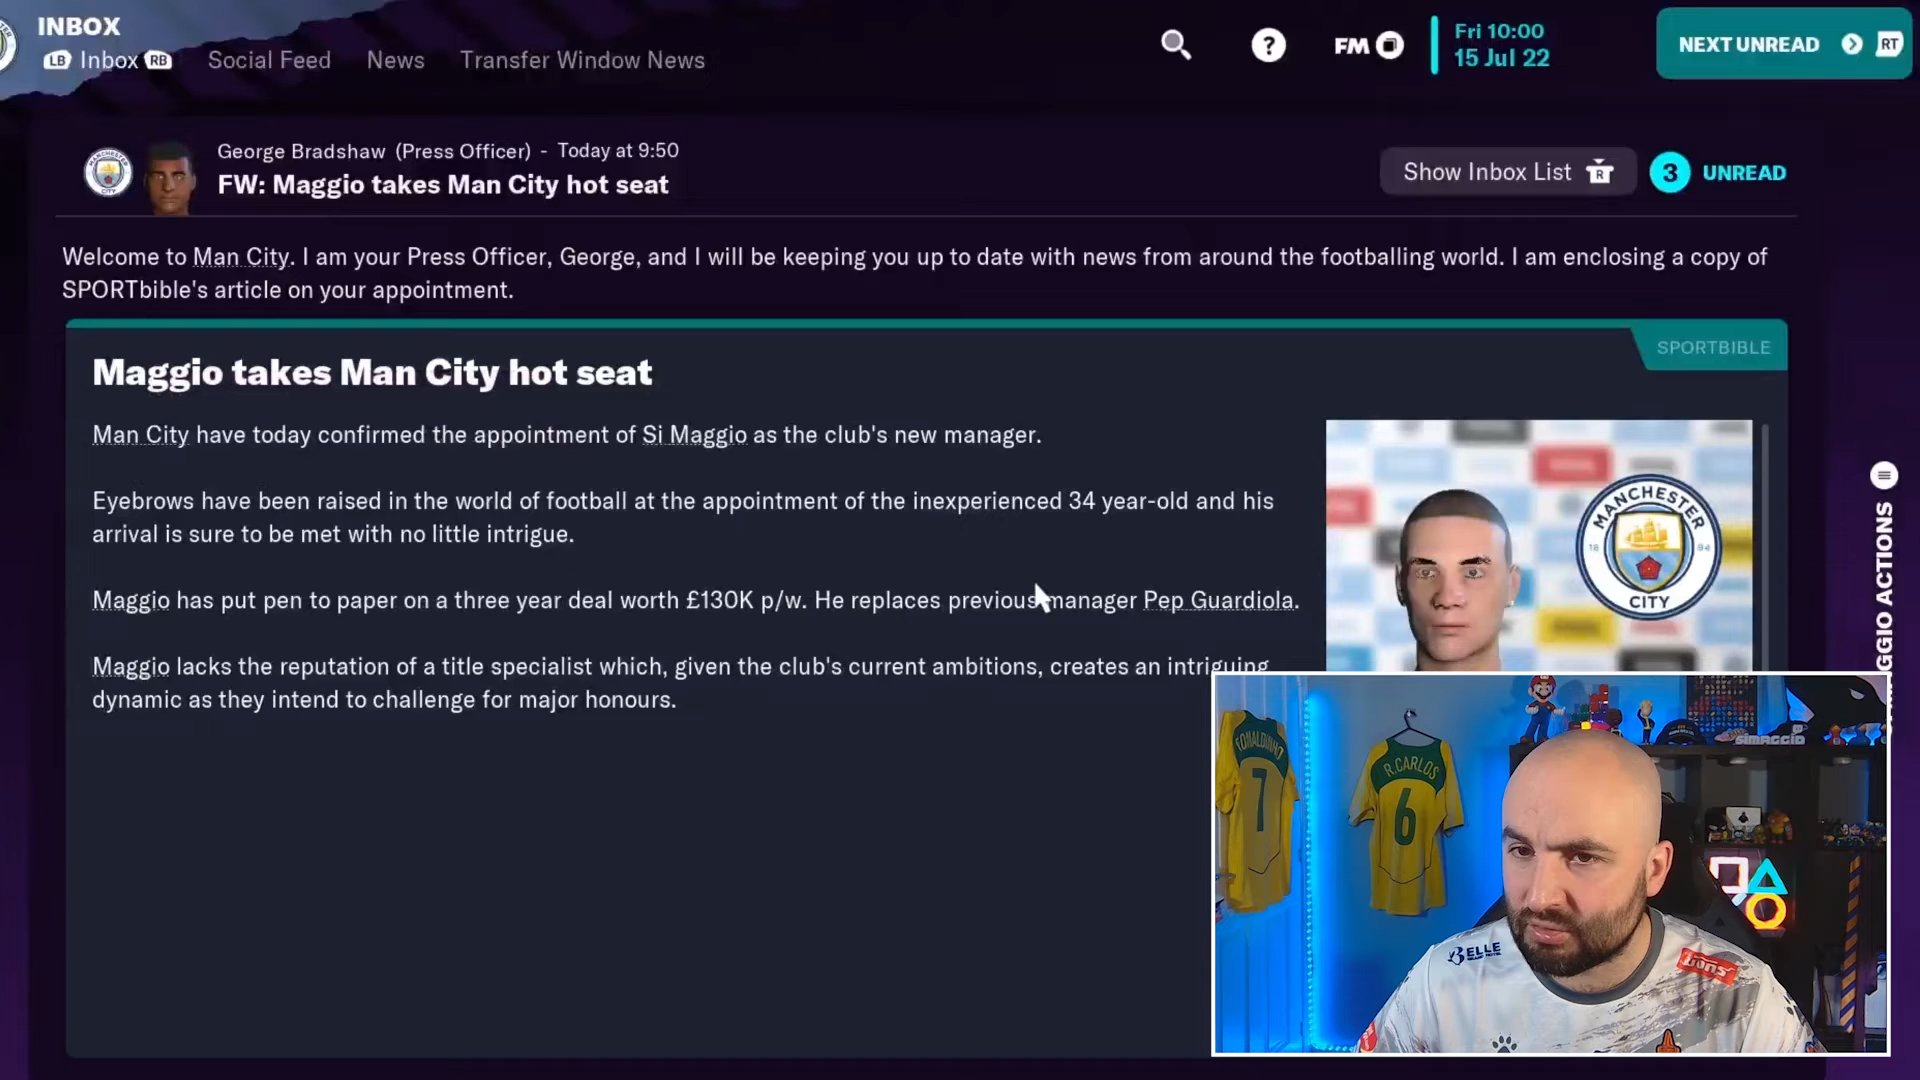 INBOX
LB Inbox RB Social Feed News Transfer Window News
FM
Fri 10:00
15 Jul 22
NEXT UNREAD RT
George Bradshaw (Press Officer) - Today at 9:50
FW: Maggio takes Man City hot seat
Show Inbox List R
3 UNREAD
Welcome to Man City. I am your Press Officer, George, and I will be keeping you up to date with news from around the footballing world. I am enclosing a copy of
SPORTbible's article on your appointment.
SPORTBIBLE
Maggio takes Man City hot seat
Man City have today confirmed the appointment of Si Maggio as the club's new manager.
Eyebrows have been raised in the world of football at the appointment of the inexperienced 34 year-old and his
arrival is sure to be met with no little intrigue.
Maggio has put pen to paper on a three year deal worth £130K p/w. He replaces previous manager Pep Guardiola.
Maggio lacks the reputation of a title specialist which, given the club's current ambitions, creates an intriguing
dynamic as they intend to challenge for major honours.
MANCHESTER
18 94
CITY
GGIO ACTIONS
SIMAGGIO
7
R.CARLOS
6
BELLE